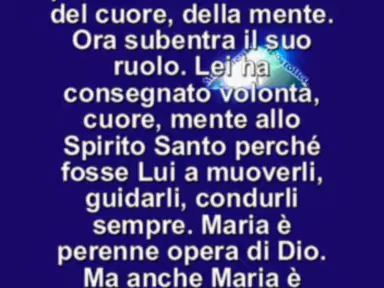 del cuore, della mente.
Ora subentra il suo
ruolo. Lei ha
consegnato volontà,
cuore, mente allo
Spirito Santo perché
fosse Lui a muoverli,
guidarli, condurli
sempre. Maria è
perenne opera di Dio.
Ma anche Maria è